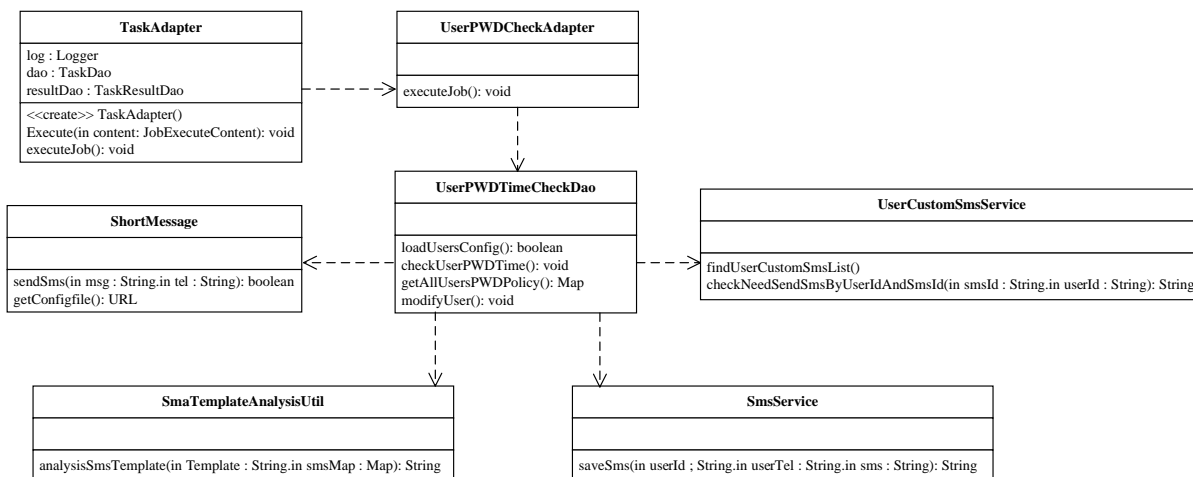 TaskAdapter
log : Logger
dao : TaskDao
resultDao : TaskResultDao
<<create>> TaskAdapter()
Execute(in content: JobExecuteContent): void
executeJob(): void
UserPWDCheckAdapter
executeJob(): void
UserPWDTimeCheckDao
loadUsersConfig(): boolean
checkUserPWDTime(): void
getAllUsersPWDPolicy(): Map
modifyUser(): void
ShortMessage
sendSms(in msg : String.in tel : String): boolean
getConfigfile(): URL
UserCustomSmsService
findUserCustomSmsList()
checkNeedSendSmsByUserIdAndSmsId(in smsId : String.in userId : String): String
SmaTemplateAnalysisUtil
analysisSmsTemplate(in Template : String.in smsMap : Map): String
SmsService
saveSms(in userId ; String.in userTel : String.in sms : String): String